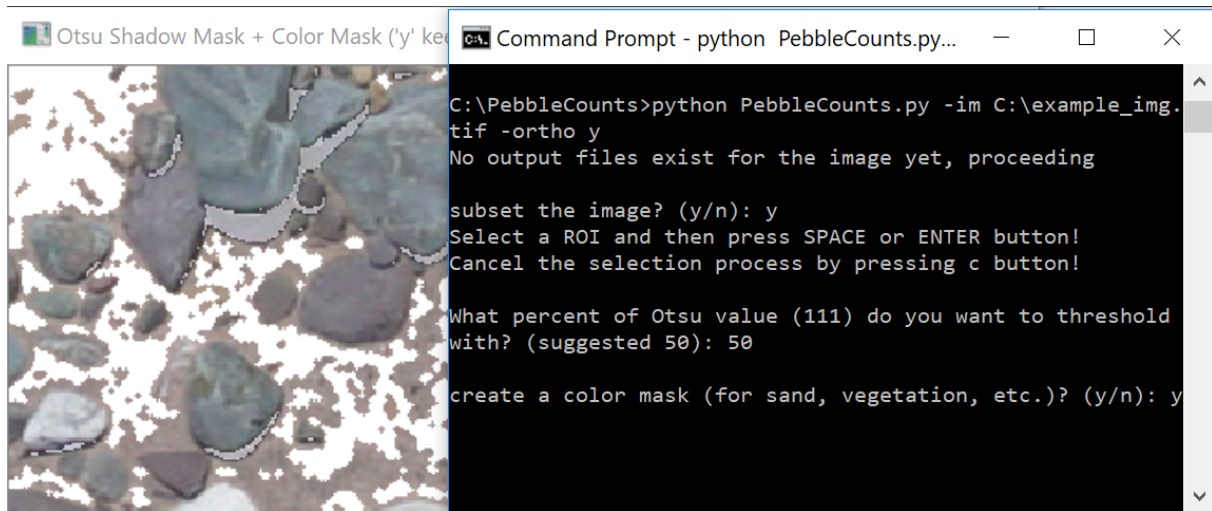 Otsu Shadow Mask + Color Mask ('y' kee
Command Prompt - python  PebbleCounts.py...
C:\PebbleCounts>python PebbleCounts.py -im C:\example_img.
tif -ortho y
No output files exist for the image yet, proceeding
subset the image? (y/n): y
Select a ROI and then press SPACE or ENTER button!
Cancel the selection process by pressing c button!
What percent of Otsu value (111) do you want to threshold
with? (suggested 50): 50
create a color mask (for sand, vegetation, etc.)? (y/n): y